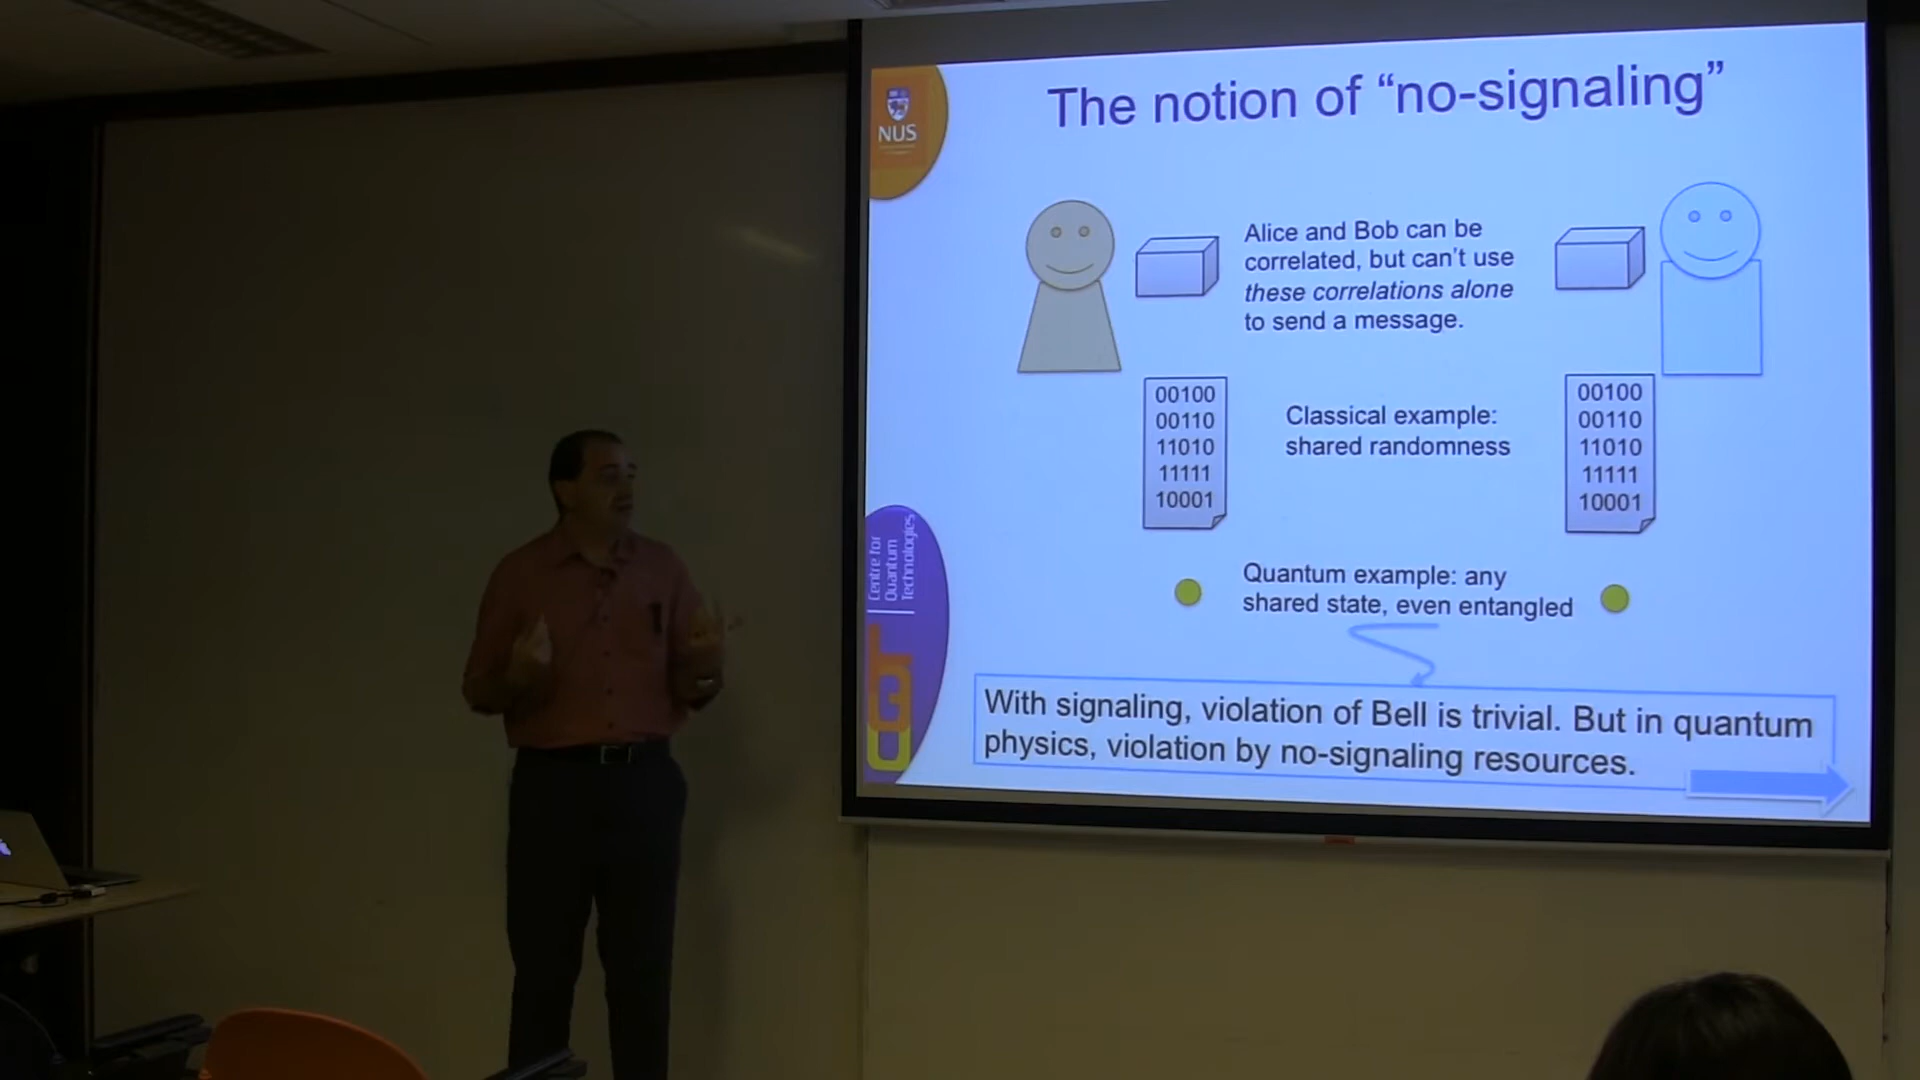 The notion of “no-signaling”
NUS
Alice and Bob can be
correlated, but can't use
these correlations alone
to send a message.
00100
00110
11010
11111
10001
Classical example:
shared randomness
00100
00110
11010
11111
10001
Centre for
Quantum
Technologies
Quantum example: any
shared state, even entangled
With signaling, violation of Bell is trivial. But in quantum
physics, violation by no-signaling resources.